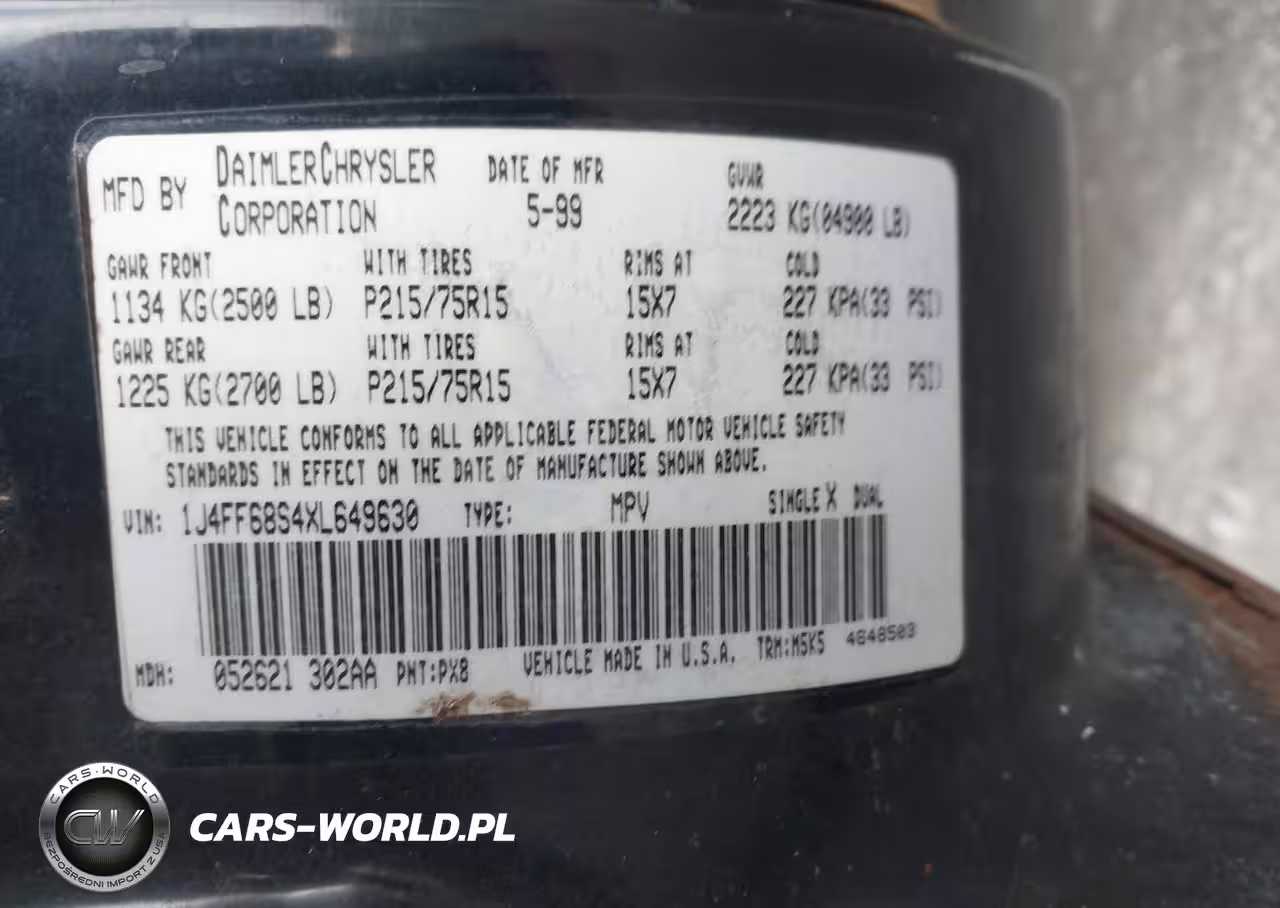 MFD BY DAIMLERCHRYSLER CORPORATION DATE OF MFR 5-99 GVWR 2223 KG(04900 LB)
GAWR FRONT WITH TIRES RIMS AT COLD
1134 KG(2500 LB) P215/75R15 15X7 227 KPA(33 PSI)
GAWR REAR WITH TIRES RIMS AT COLD
1225 KG(2700 LB) P215/75R15 15X7 227 KPA(33 PSI)
THIS VEHICLE CONFORMS TO ALL APPLICABLE FEDERAL MOTOR VEHICLE SAFETY
STANDARDS IN EFFECT ON THE DATE OF MANUFACTURE SHOWN ABOVE.
VIN: 1J4FF68S4XL649630 TYPE: MPV SINGLE X DUAL
MDH: 052621 302AA PNT:PX8 VEHICLE MADE IN U.S.A. TRM:M5K5 4648503
CARS-WORLD
CW
BEZPOŚREDNI IMPORT Z USA
CARS-WORLD.PL